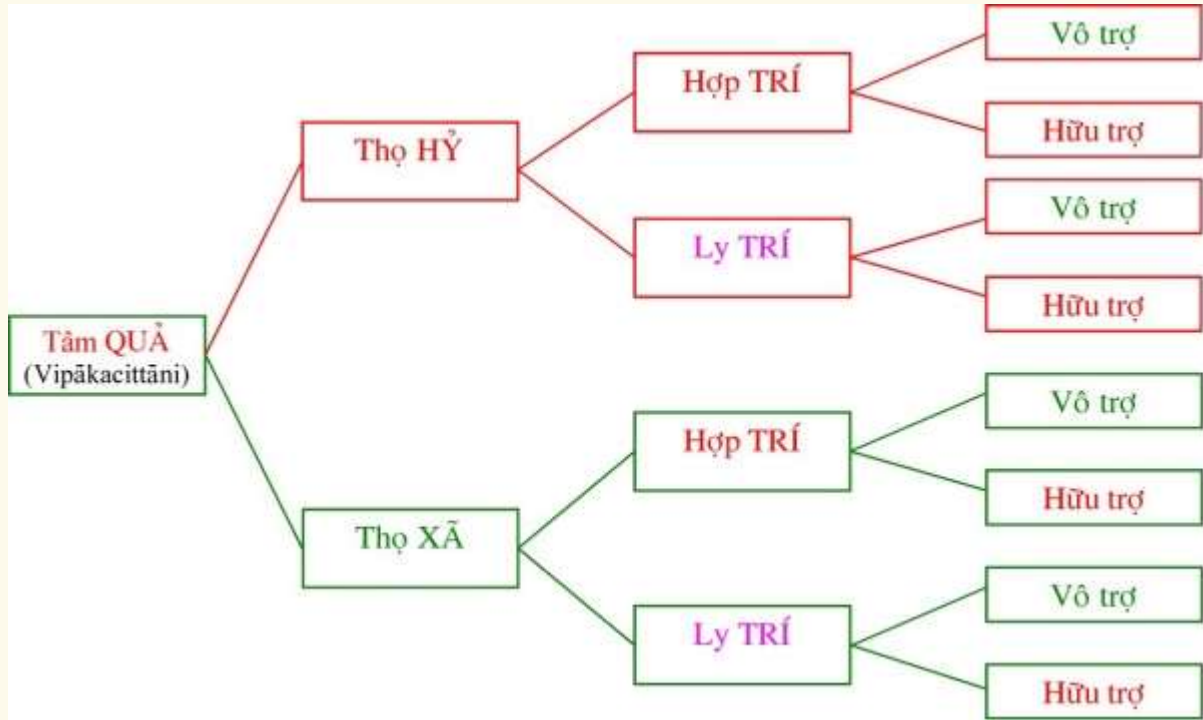 Tâm QUẢ
(Vipākacittāni)
Thọ HỶ
Hợp TRÍ
Vô trợ
Hữu trợ
Ly TRÍ
Vô trợ
Hữu trợ
Thọ XÃ
Hợp TRÍ
Vô trợ
Hữu trợ
Ly TRÍ
Vô trợ
Hữu trợ